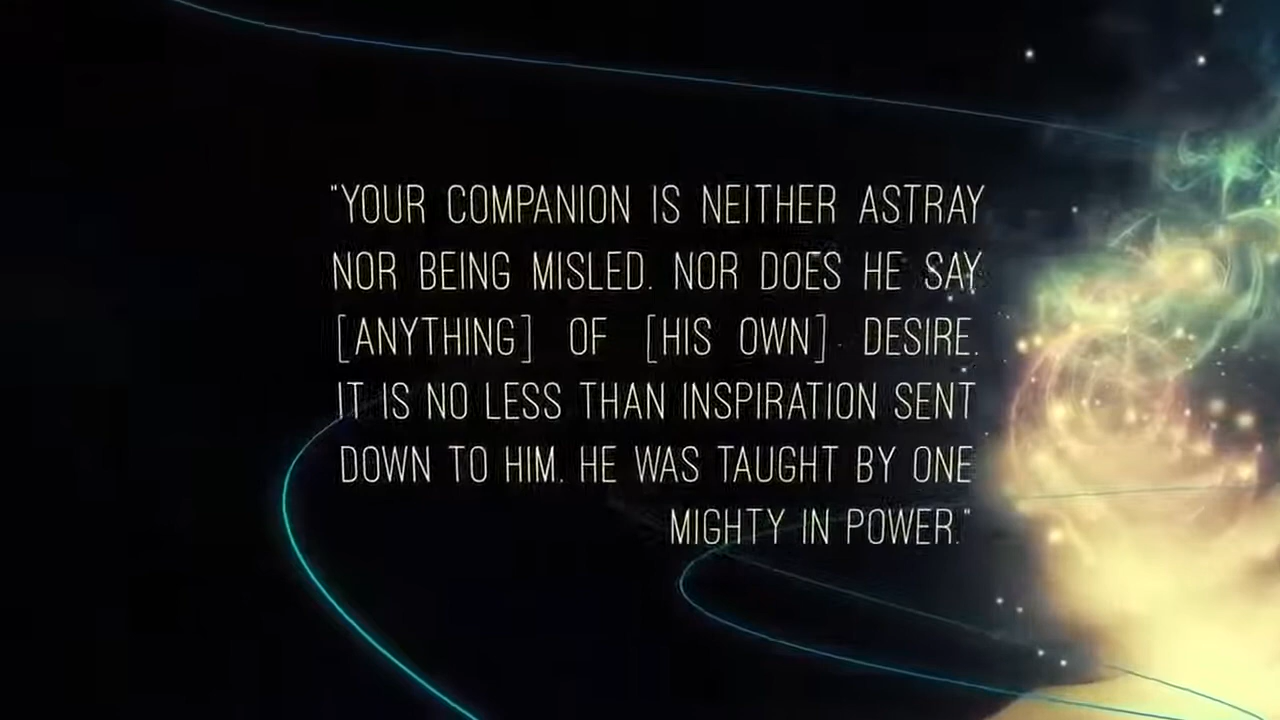 "YOUR COMPANION IS NEITHER ASTRAY
NOR BEING MISLED. NOR DOES HE SAY
[ANYTHING] OF [HIS OWN] DESIRE.
IT IS NO LESS THAN INSPIRATION SENT
DOWN TO HIM. HE WAS TAUGHT BY ONE
MIGHTY IN POWER."